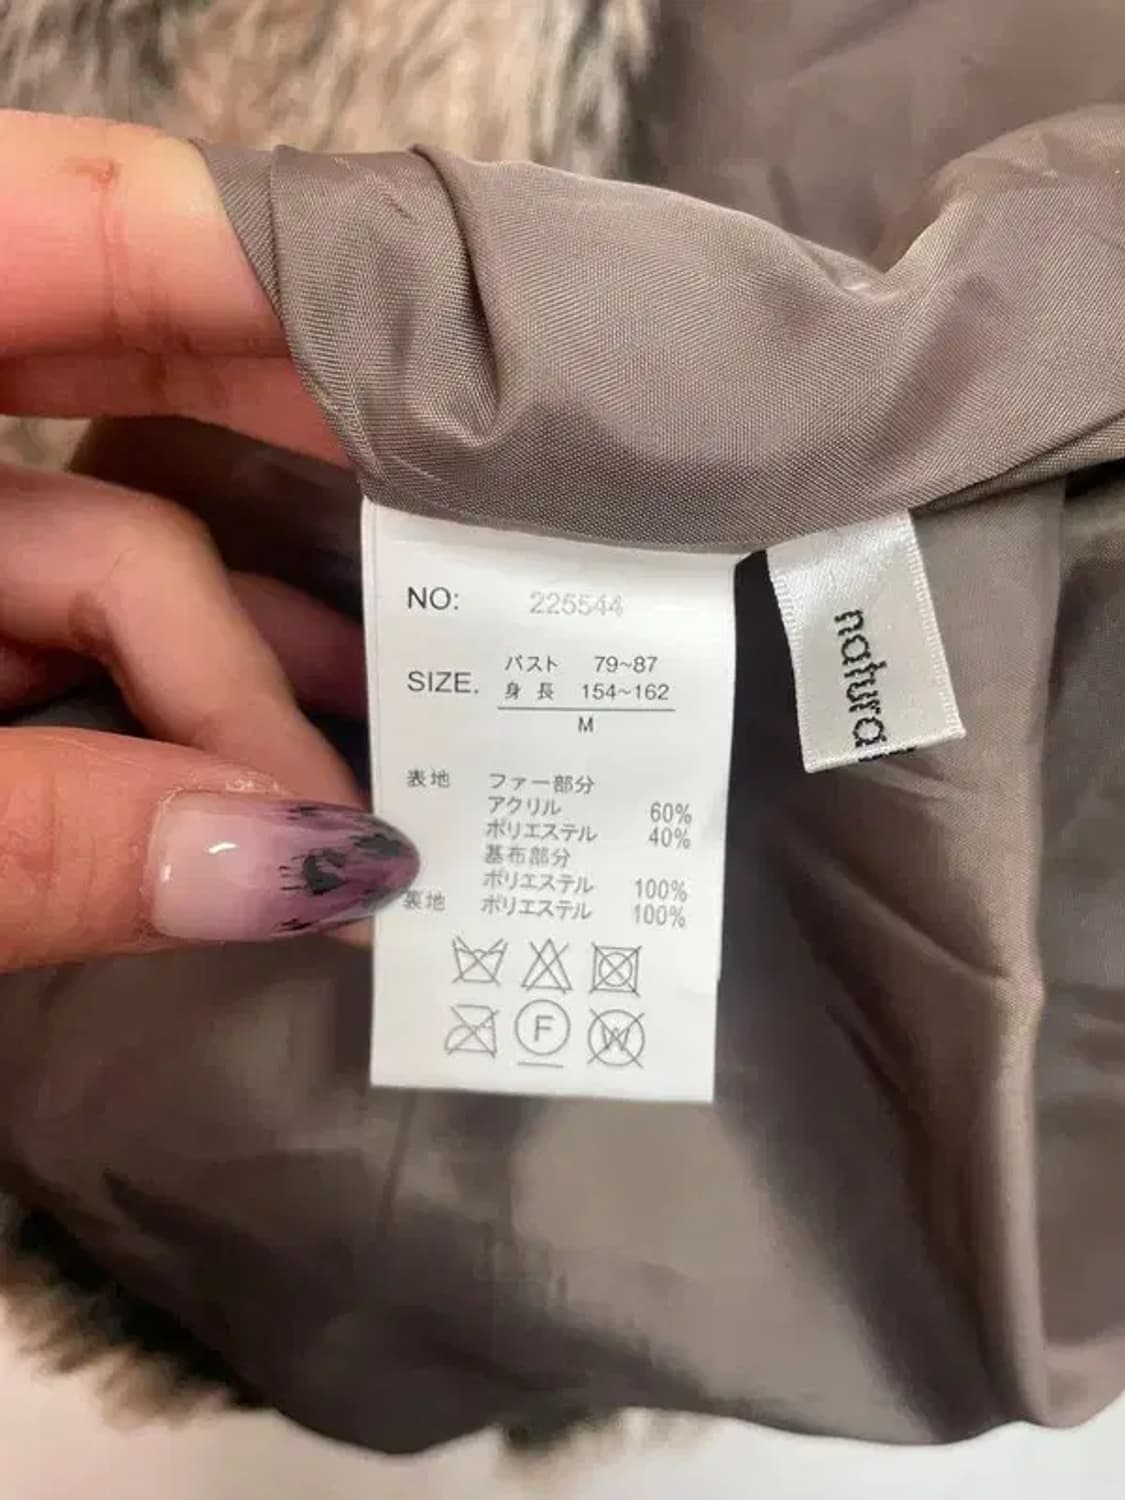 NO: 225544
バスト 79~87
SIZE. 身長 154~162
M
表地 ファー部分
アクリル 60%
ポリエステル 40%
基布部分
ポリエステル 100%
裏地 ポリエステル 100%
F
W
natural